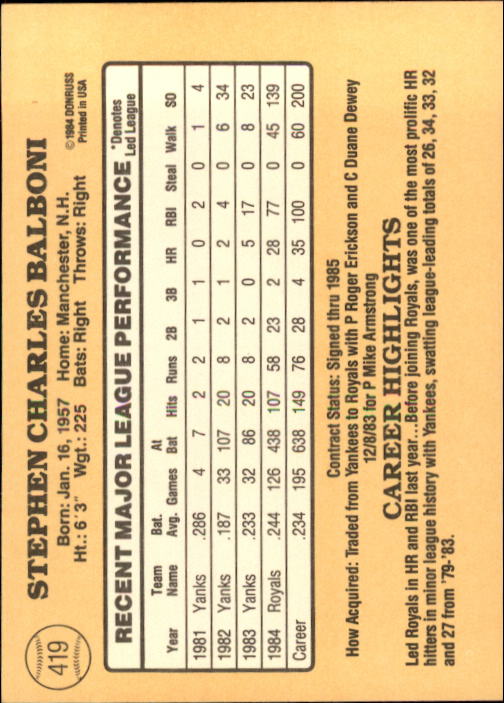 419
STEPHEN CHARLES BALBONI
Born: Jan. 16, 1957 Home: Manchester, N.H.
Ht.: 6'3" Wgt.: 225 Bats: Right Throws: Right
© 1984 DONRUSS
Printed in USA
RECENT MAJOR LEAGUE PERFORMANCE *Denotes Led League
Year Team Name Bat. Avg. Games At Bat Hits Runs 2B 3B HR RBI Steal Walk SO
1981 Yanks .286 4 7 2 2 1 1 0 2 0 1 4
1982 Yanks .187 33 107 20 8 2 1 2 4 0 6 34
1983 Yanks .233 32 86 20 8 2 0 5 17 0 8 23
1984 Royals .244 126 438 107 58 23 2 28 77 0 45 139
Career .234 195 638 149 76 28 4 35 100 0 60 200
Contract Status: Signed thru 1985
How Acquired: Traded from Yankees to Royals with P Roger Erickson and C Duane Dewey
12/8/83 for P Mike Armstrong
CAREER HIGHLIGHTS
Led Royals in HR and RBI last year...Before joining Royals, was one of the most prolific HR
hitters in minor league history with Yankees, swatting league-leading totals of 26, 34, 33, 32
and 27 from '79-'83.